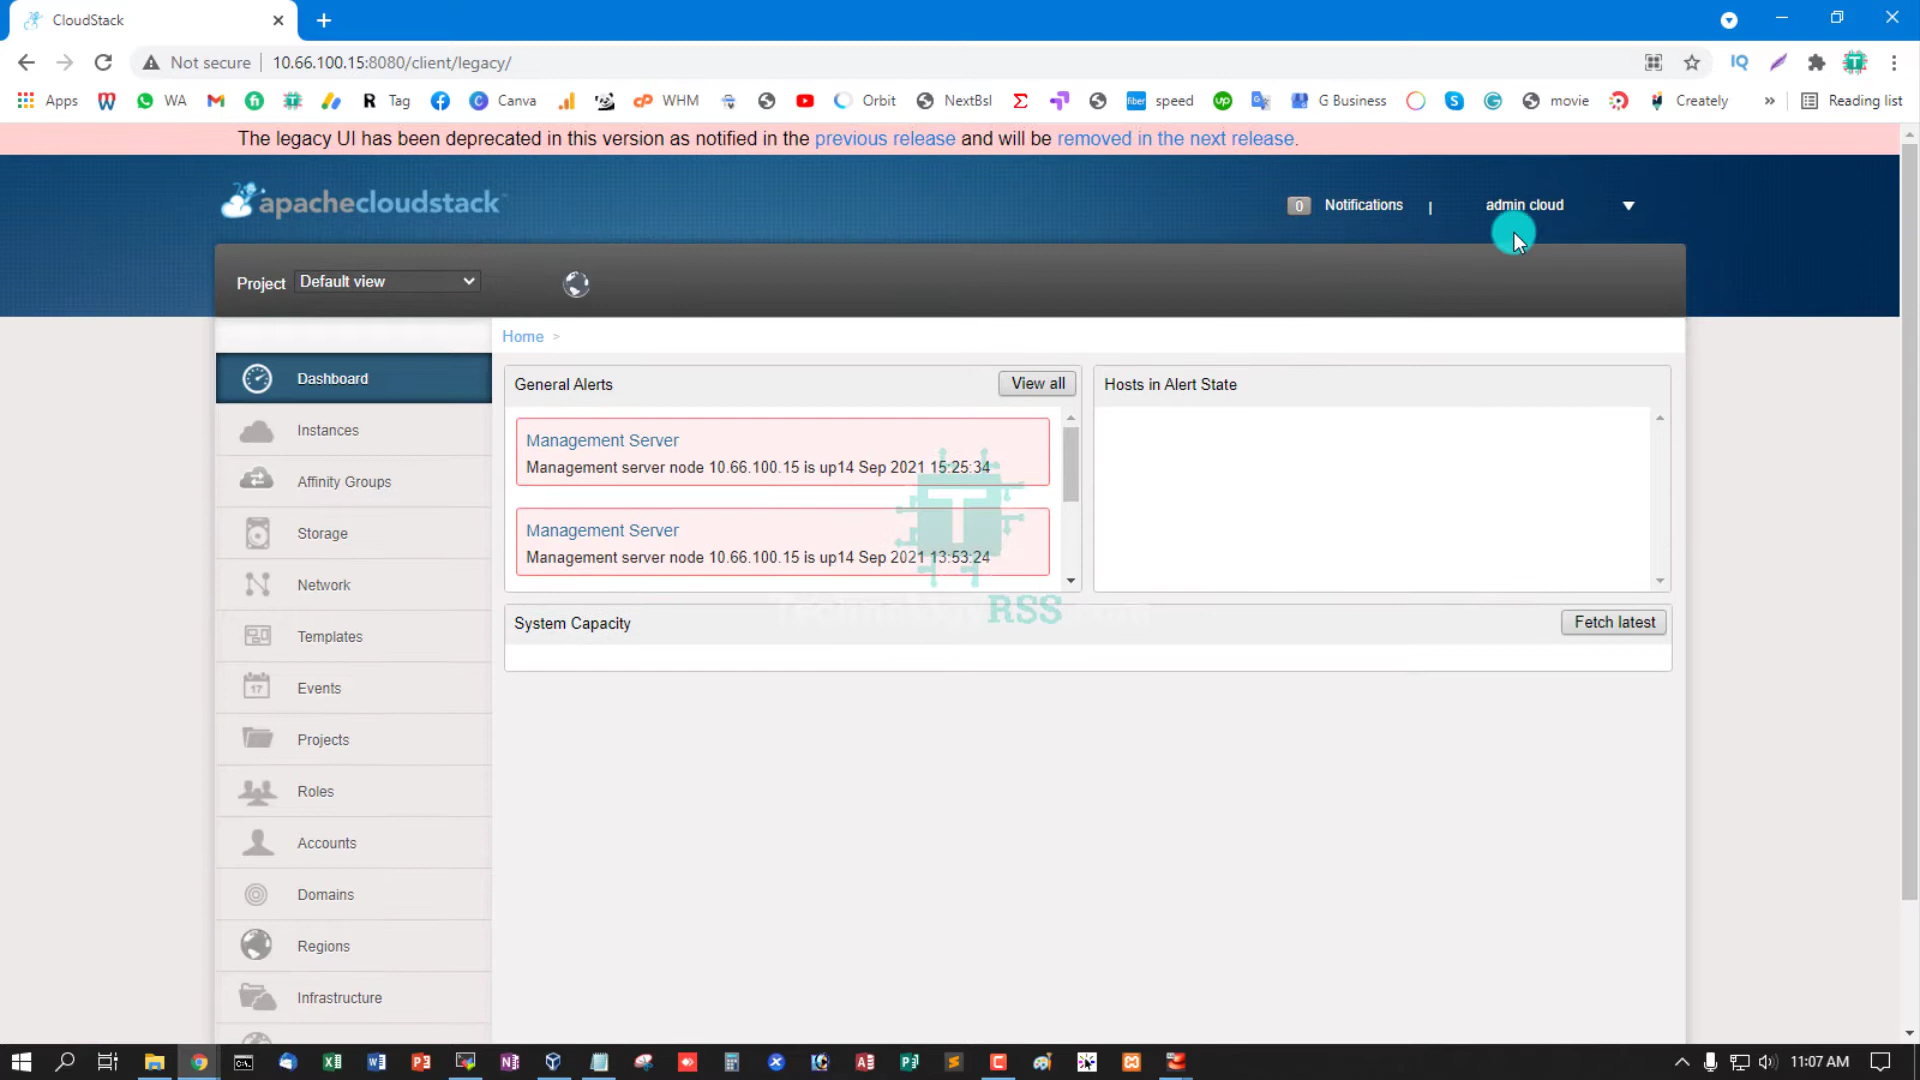 CloudStack
Not secure 10.66.100.15:8080/client/legacy/
Apps WA Tag Canva WHM Orbit NextBsl speed G Business movie Creately » Reading list
The legacy UI has been deprecated in this version as notified in the previous release and will be removed in the next release.
apachecloudstack
0 Notifications | admin cloud
Project Default view
Home >
Dashboard
Instances
Affinity Groups
Storage
Network
Templates
Events
Projects
Roles
Accounts
Domains
Regions
Infrastructure
General Alerts View all
Management Server
Management server node 10.66.100.15 is up14 Sep 2021 15:25:34
Management Server
Management server node 10.66.100.15 is up14 Sep 2021 13:53:24
Hosts in Alert State
RSS
System Capacity Fetch latest
11:07 AM